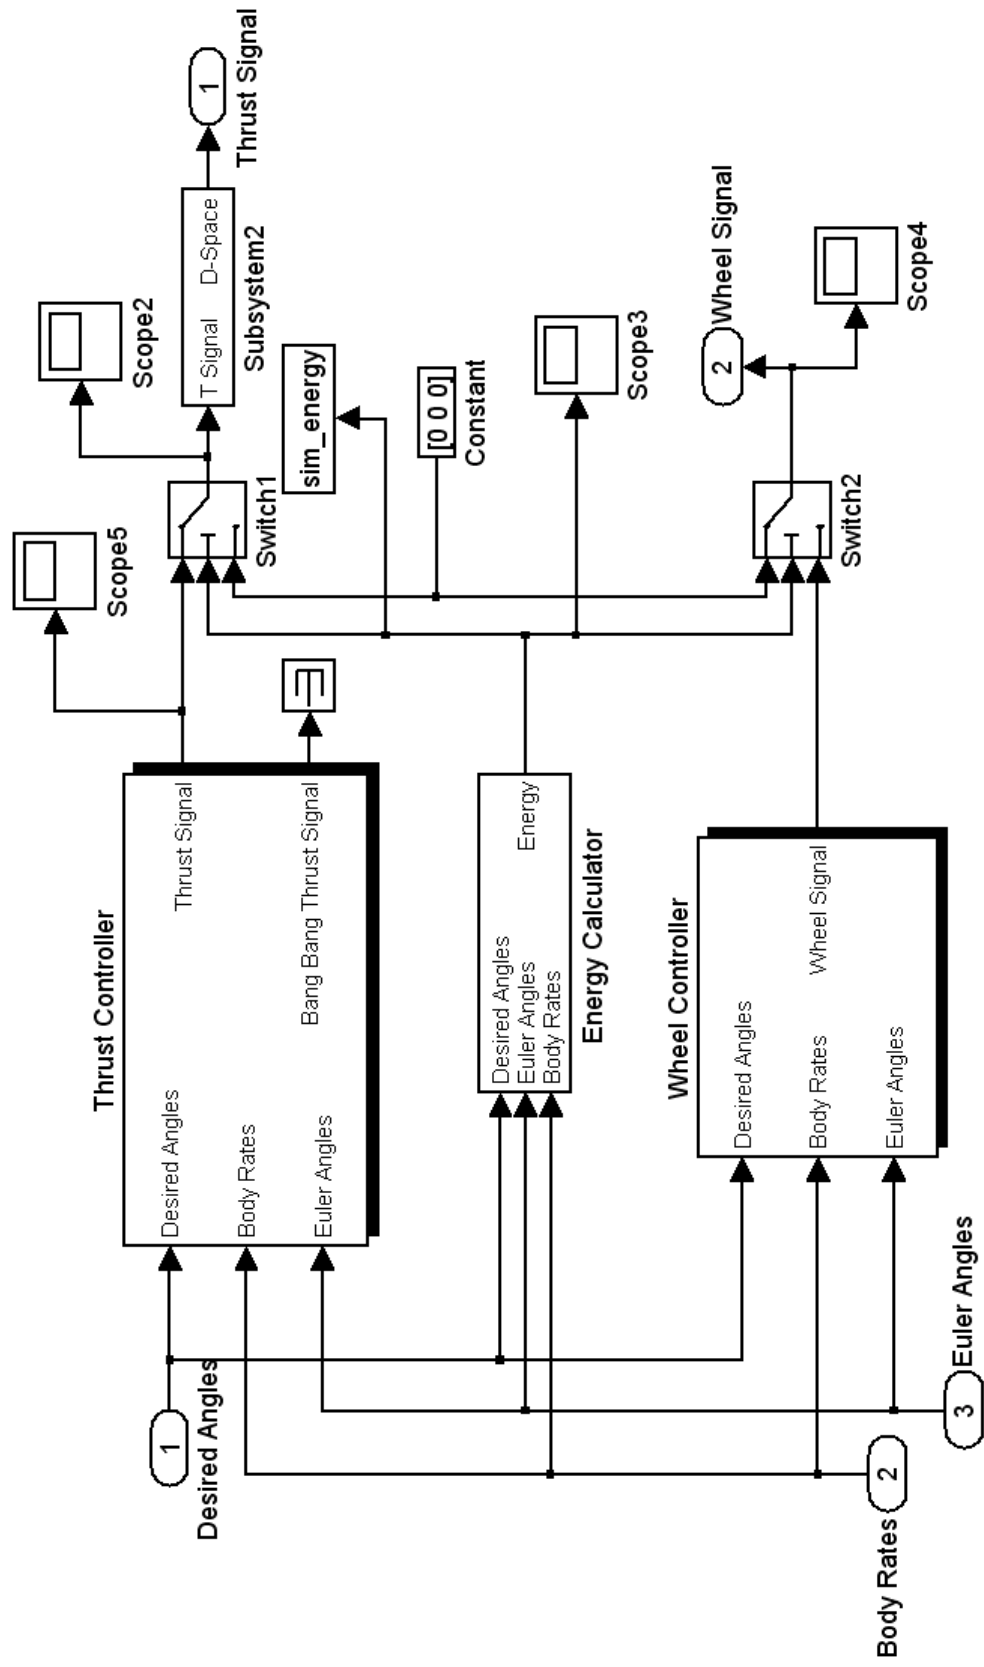 1
Desired Angles
2
Body Rates
3
Euler Angles
Thrust Controller
Desired Angles
Body Rates
Euler Angles
Thrust Signal
Bang Bang Thrust Signal
Energy Calculator
Desired Angles
Euler Angles
Body Rates
Energy
Wheel Controller
Desired Angles
Body Rates
Euler Angles
Wheel Signal
Scope5
Switch1
Scope2
T Signal D-Space
Subsystem2
1
Thrust Signal
sim_energy
[0 0 0]
Constant
Scope3
Switch2
2
Wheel Signal
Scope4